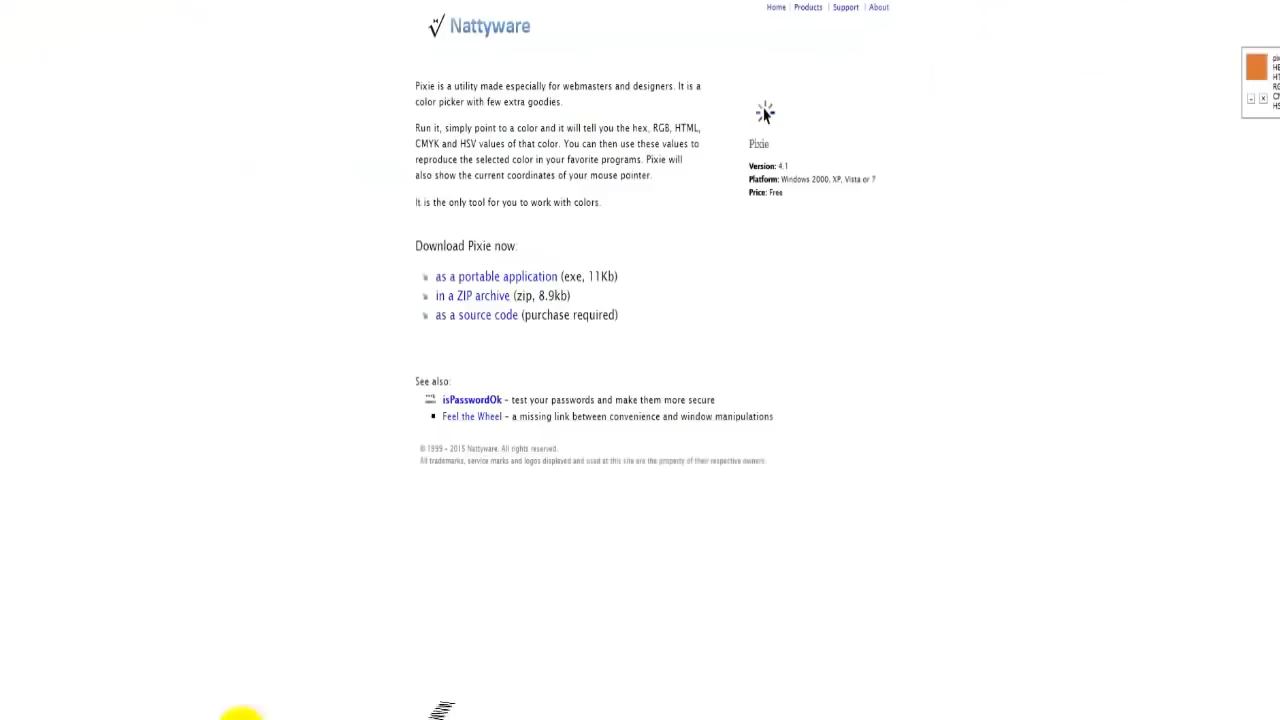 Home | Products | Support | About
Nattyware
Pixie is a utility made especially for webmasters and designers. It is a
color picker with few extra goodies.
Run it, simply point to a color and it will tell you the hex, RGB, HTML,
CMYK and HSV values of that color. You can then use these values to
reproduce the selected color in your favorite programs. Pixie will
also show the current coordinates of your mouse pointer.
It is the only tool for you to work with colors.
Pixie
Version: 4.1
Platform: Windows 2000, XP, Vista or 7
Price: Free
Download Pixie now:
as a portable application (exe, 11Kb)
in a ZIP archive (zip, 8.9kb)
as a source code (purchase required)
See also:
isPasswordOk - test your passwords and make them more secure
Feel the Wheel - a missing link between convenience and window manipulations
© 1999 - 2015 Nattyware. All rights reserved.
All trademarks, service marks and logos displayed and used at this site are the property of their respective owners.